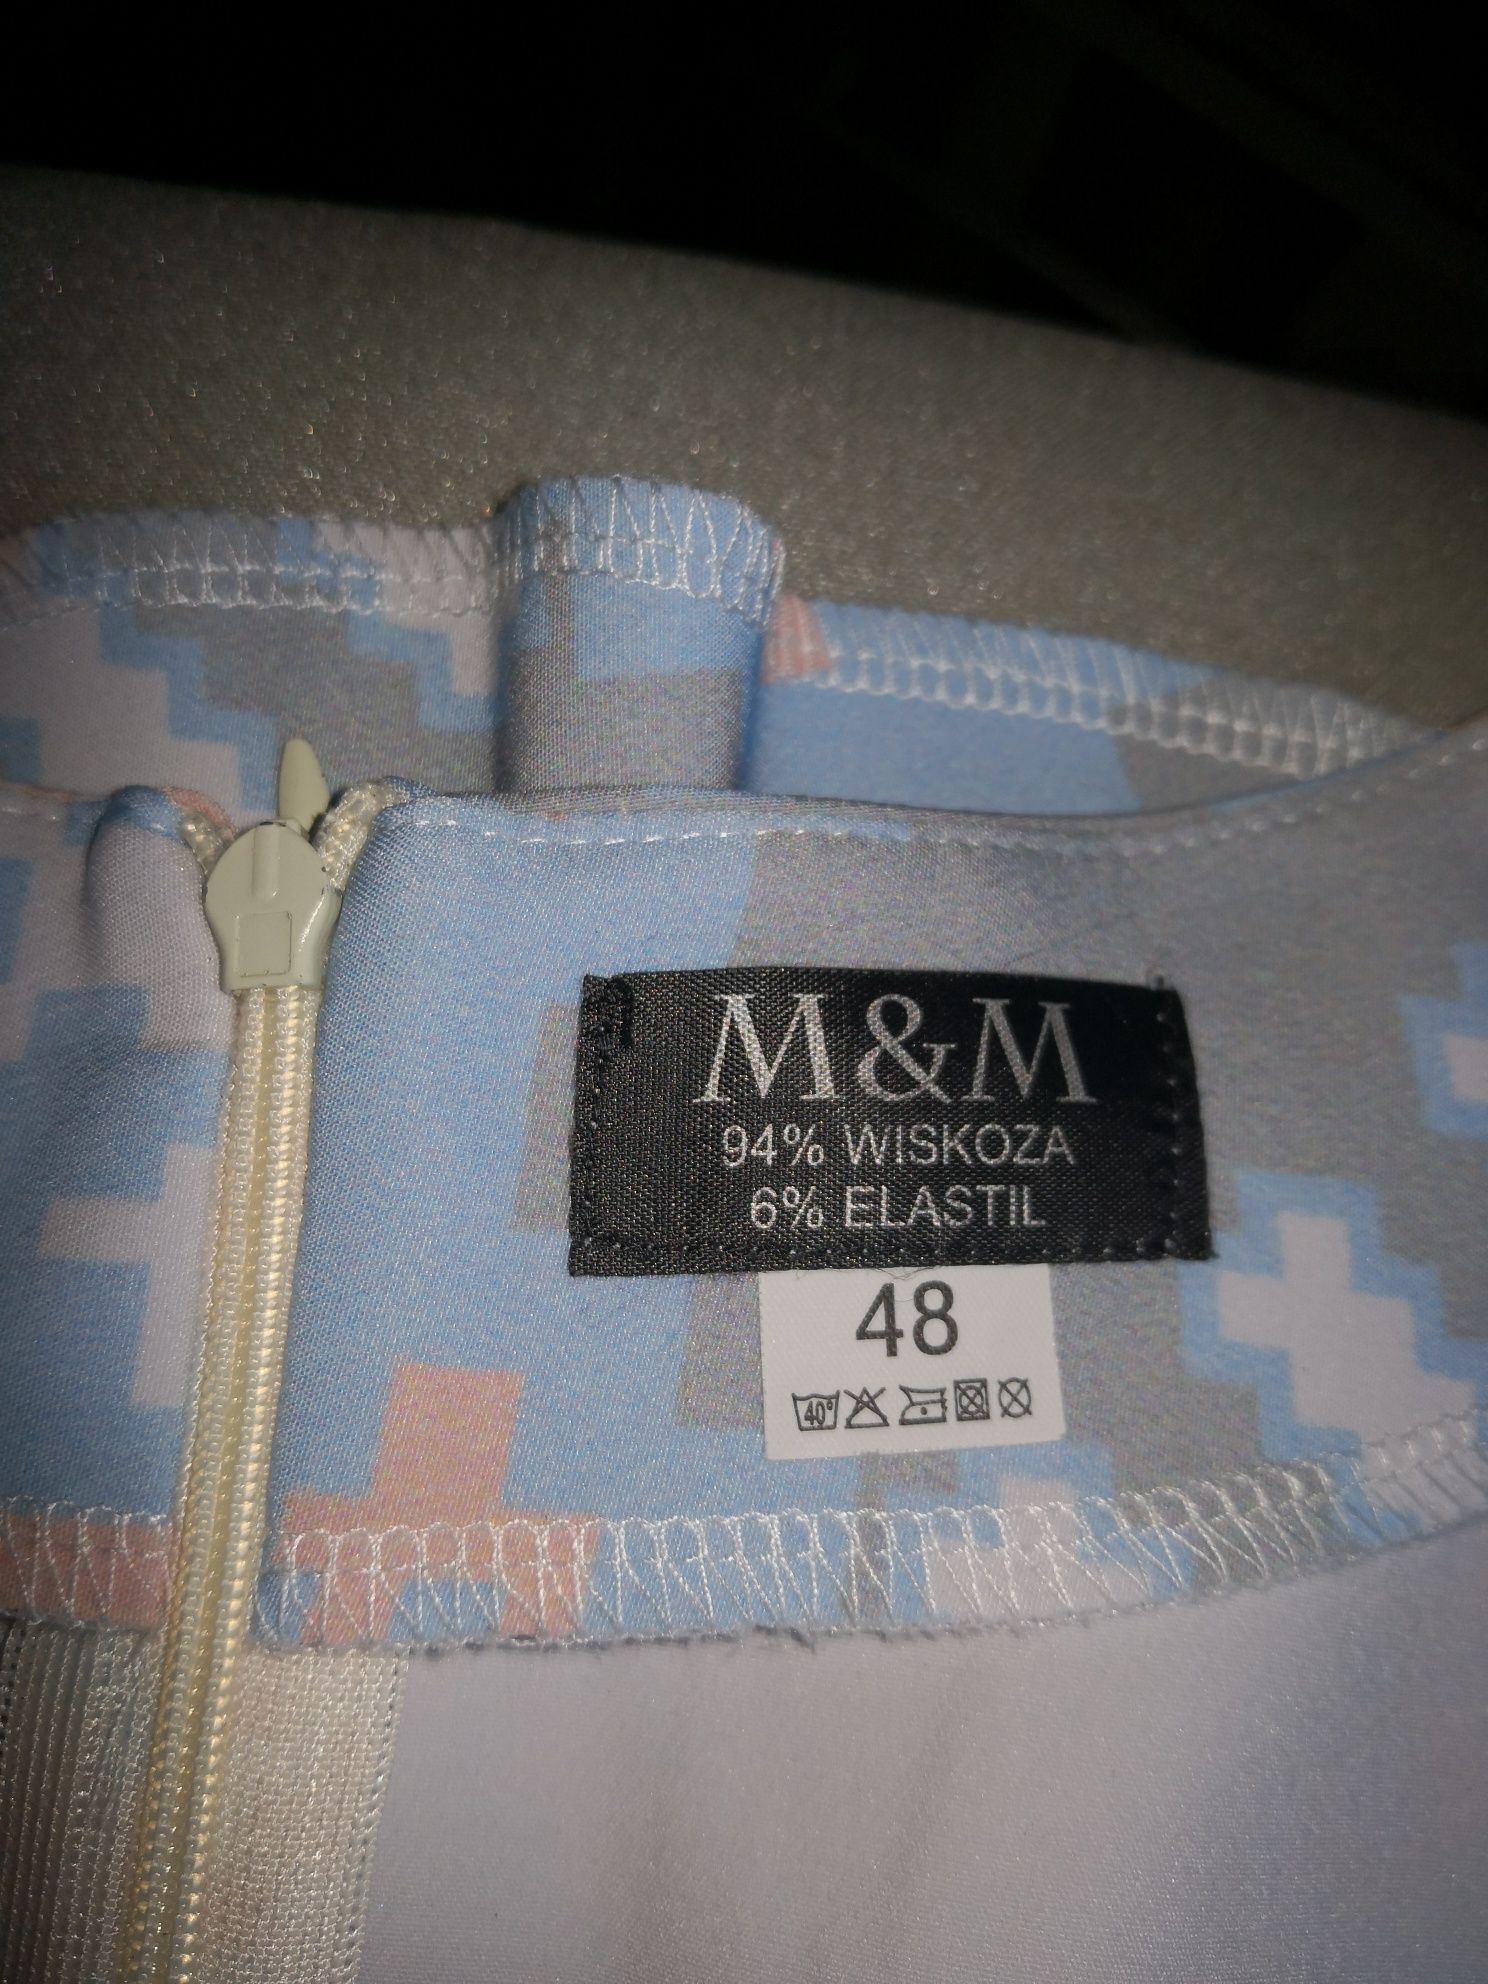 M&M
94% WISKOZA
6% ELASTIL
48
40°